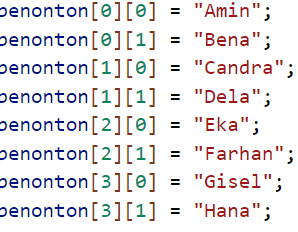 penonton[0][0] = "Amin";
penonton[0][1] = "Bena";
penonton[1][0] = "Candra";
penonton[1][1] = "Dela";
penonton[2][0] = "Eka";
penonton[2][1] = "Farhan";
penonton[3][0] = "Gisel";
penonton[3][1] = "Hana";